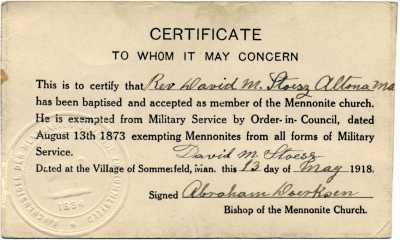 CERTIFICATE
TO WHOM IT MAY CONCERN
This is to certify that Rev David M. Stoesz Altona Ma
has been baptised and accepted as member of the Mennonite church.
He is exempted from Military Service by Order-in-Council, dated
August 13th 1873 exempting Mennonites from all forms of Military
Service. David M. Stoesz
Dated at the Village of Sommerfeld, Man. this 13 day of May 1918.
Signed Abraham Doerksen
Bishop of the Mennonite Church.
1894